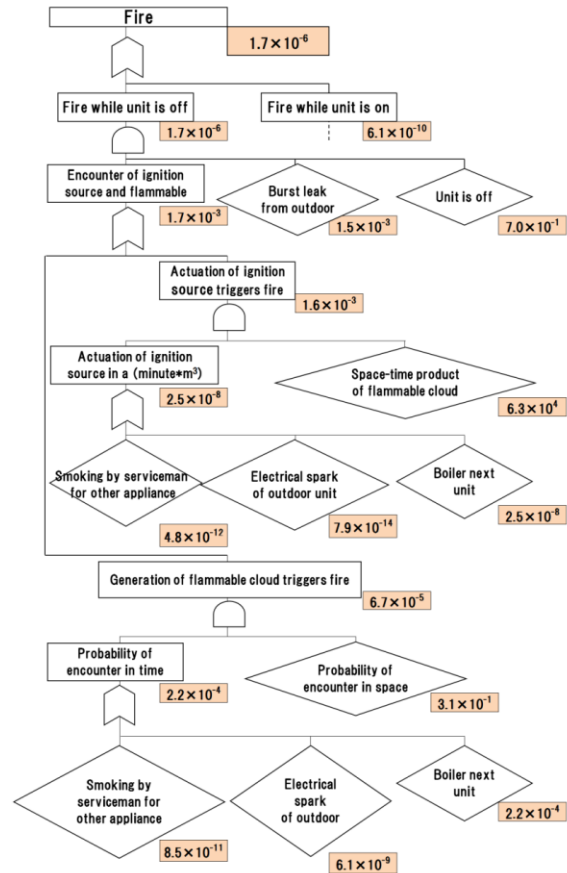 Fire
1.7×10⁻⁶
Fire while unit is off
1.7×10⁻⁶
Fire while unit is on
6.1×10⁻¹⁰
Encounter of ignition
source and flammable
1.7×10⁻³
Burst leak
from outdoor
1.5×10⁻³
Unit is off
7.0×10⁻¹
Actuation of ignition
source triggers fire
1.6×10⁻³
Actuation of ignition
source in a (minute*m³)
2.5×10⁻⁸
Space-time product
of flammable cloud
6.3×10⁴
Smoking by serviceman
for other appliance
4.8×10⁻¹²
Electrical spark
of outdoor unit
7.9×10⁻¹⁴
Boiler next
unit
2.5×10⁻⁸
Generation of flammable cloud triggers fire
6.7×10⁻⁵
Probability of
encounter in time
2.2×10⁻⁴
Probability of
encounter in space
3.1×10⁻¹
Smoking by
serviceman for
other appliance
8.5×10⁻¹¹
Electrical
spark
of outdoor
6.1×10⁻⁹
Boiler next
unit
2.2×10⁻⁴